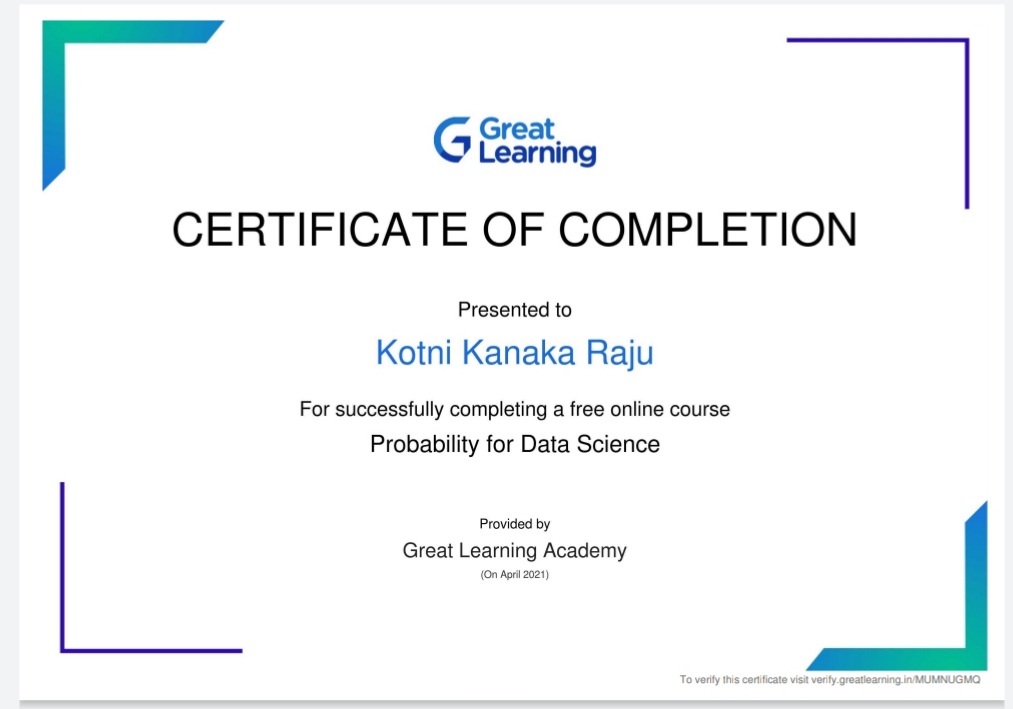 Great
Learning
CERTIFICATE OF COMPLETION
Presented to
Kotni Kanaka Raju
For successfully completing a free online course
Probability for Data Science
Provided by
Great Learning Academy
(On April 2021)
To verify this certificate visit verify.greatlearning.in/MUMNUGMQ